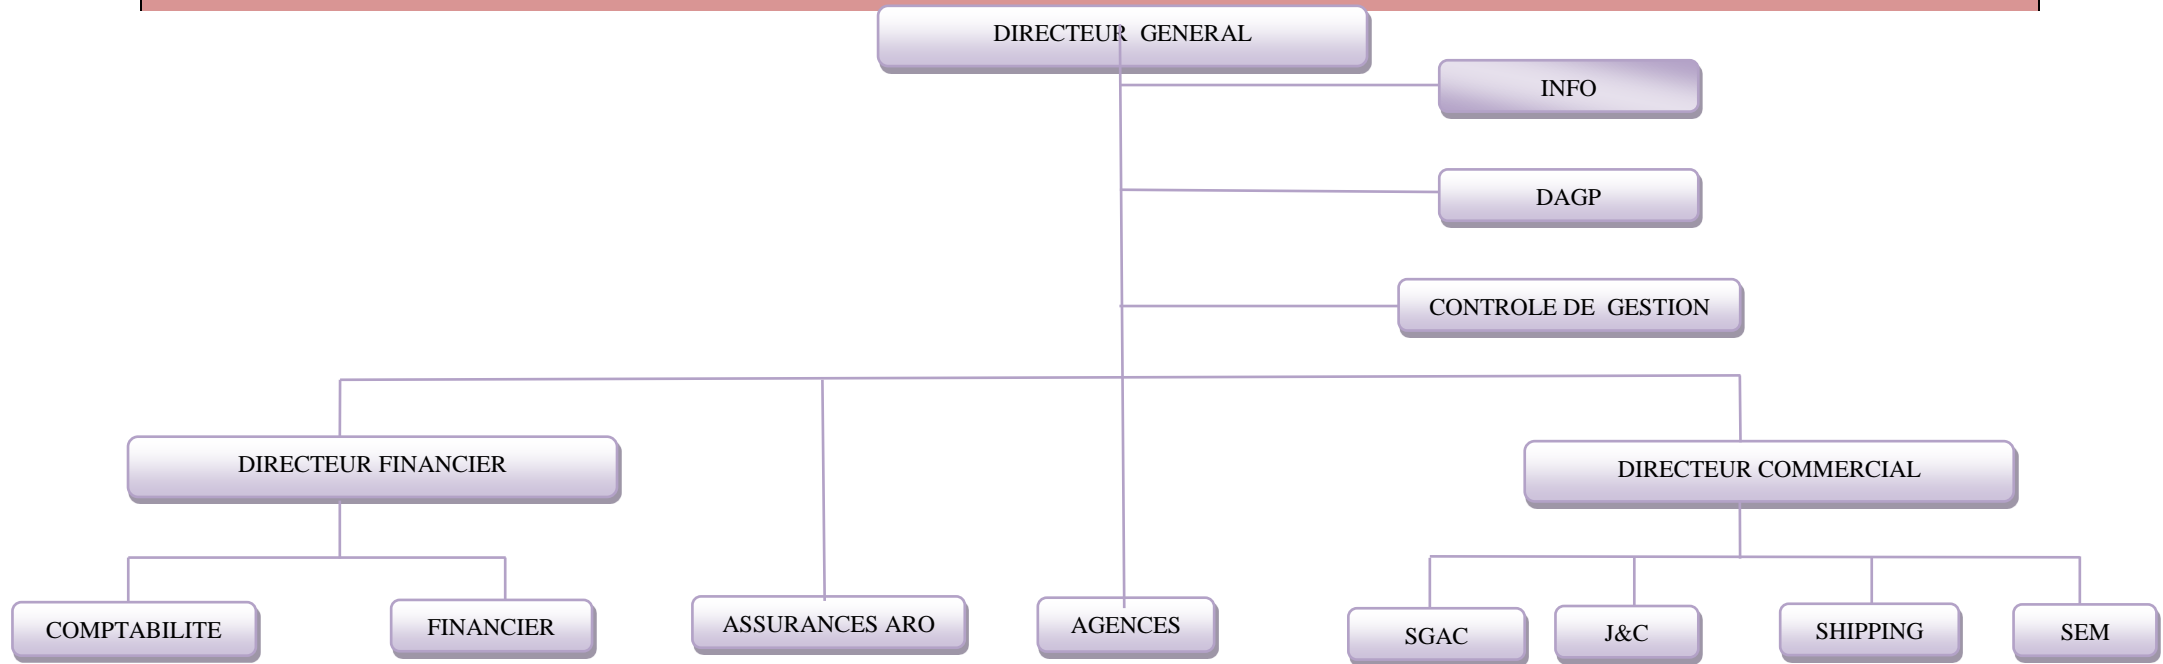 DIRECTEUR GENERAL
INFO
DAGP
CONTROLE DE GESTION
DIRECTEUR FINANCIER
DIRECTEUR COMMERCIAL
COMPTABILITE
FINANCIER
ASSURANCES ARO
AGENCES
SGAC
J&C
SHIPPING
SEM